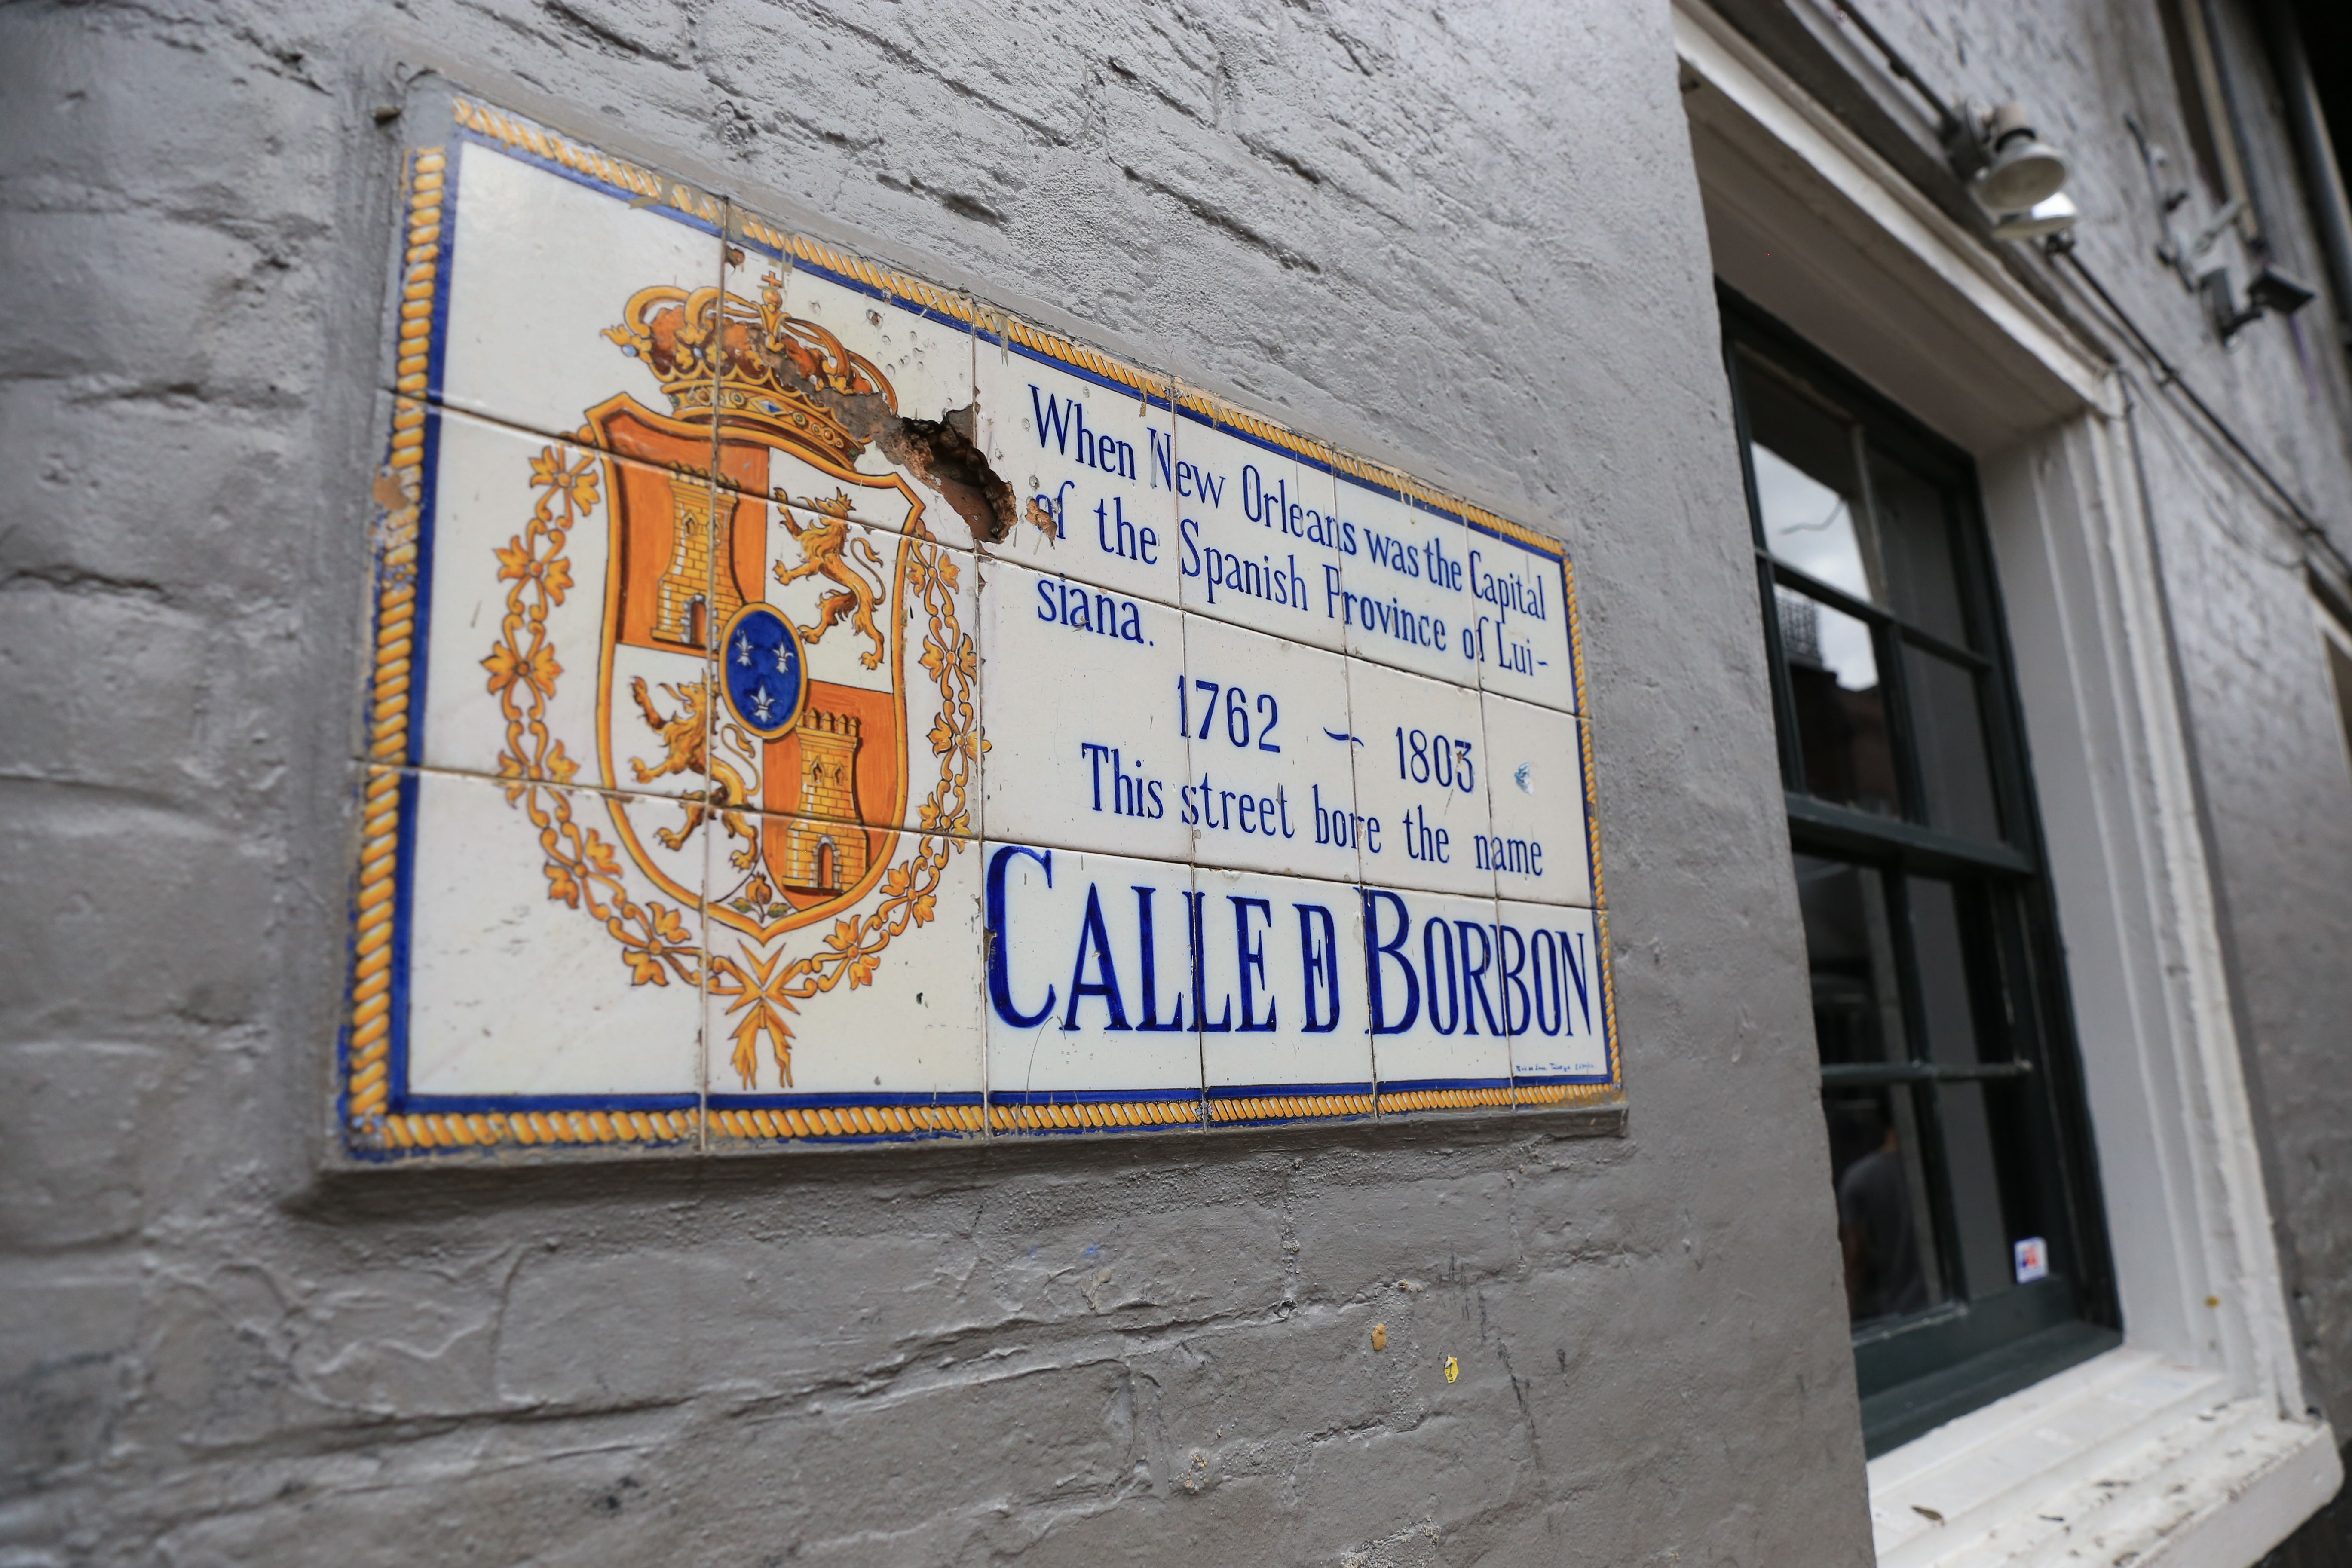 When New Orleans was the Capital
of the Spanish Province of Lui-
siana.
1762 ~ 1803
This street bore the name
CALLE D BORBON